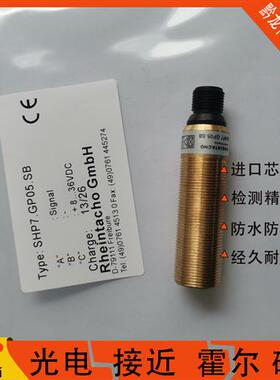 CE
Type: SHP7.GP05.SB
"A" : Signal
"B" : -
"C" : + 8...36VDC
Charge: 13/26
Rheintacho GmbH
D-79111 Freiburg
Tel (49)0761 4513 0 Fax (49)0761 445274
RHEINTACHO
进口芯
检测精
防水防
经久耐
光电 接近 霍尔